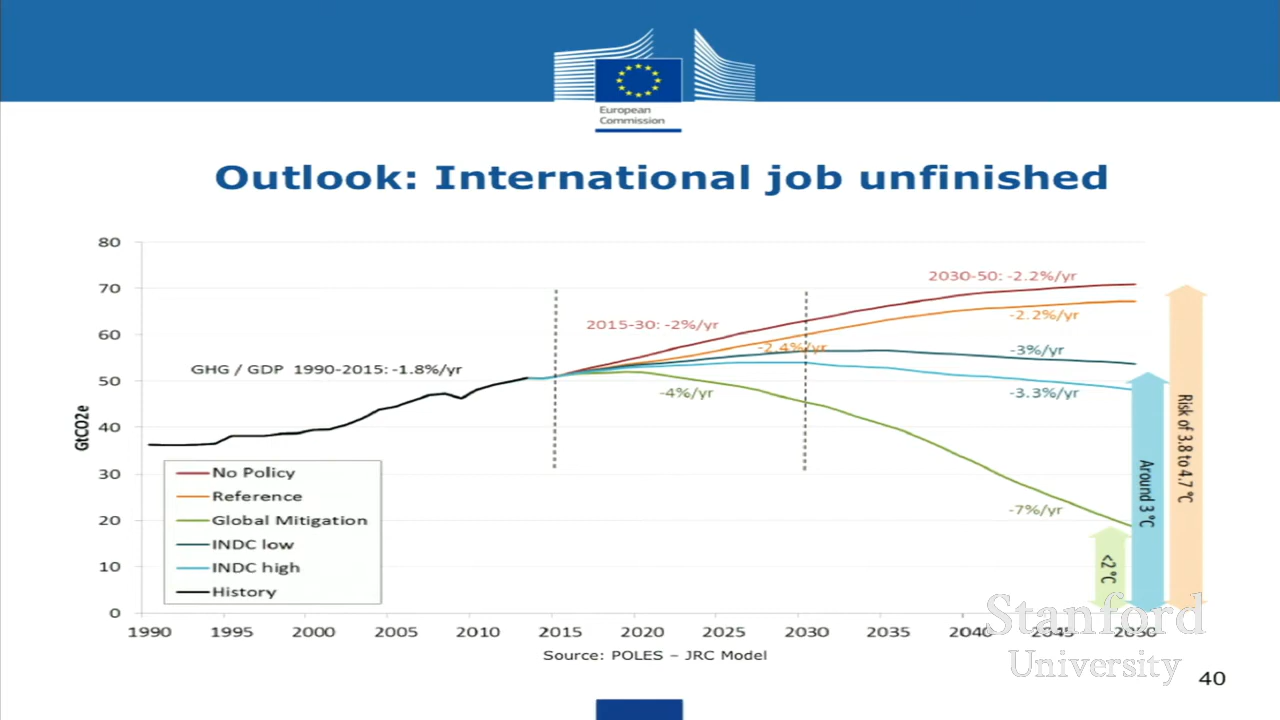 European
Commission
Outlook: International job unfinished
80
70
60
50
40
30
20
10
0
GtCO2e
GHG / GDP 1990-2015: -1.8%/yr
2015-30: -2%/yr
2030-50: -2.2%/yr
-2.2%/yr
-2.4%/yr
-3%/yr
-3.3%/yr
-4%/yr
-7%/yr
No Policy
Reference
Global Mitigation
INDC low
INDC high
History
<2 °C
Around 3 °C
Risk of 3.8 to 4.7 °C
1990 1995 2000 2005 2010 2015 2020 2025 2030 2035 2040 2045 2050
Source: POLES – JRC Model
Stanford
University
40